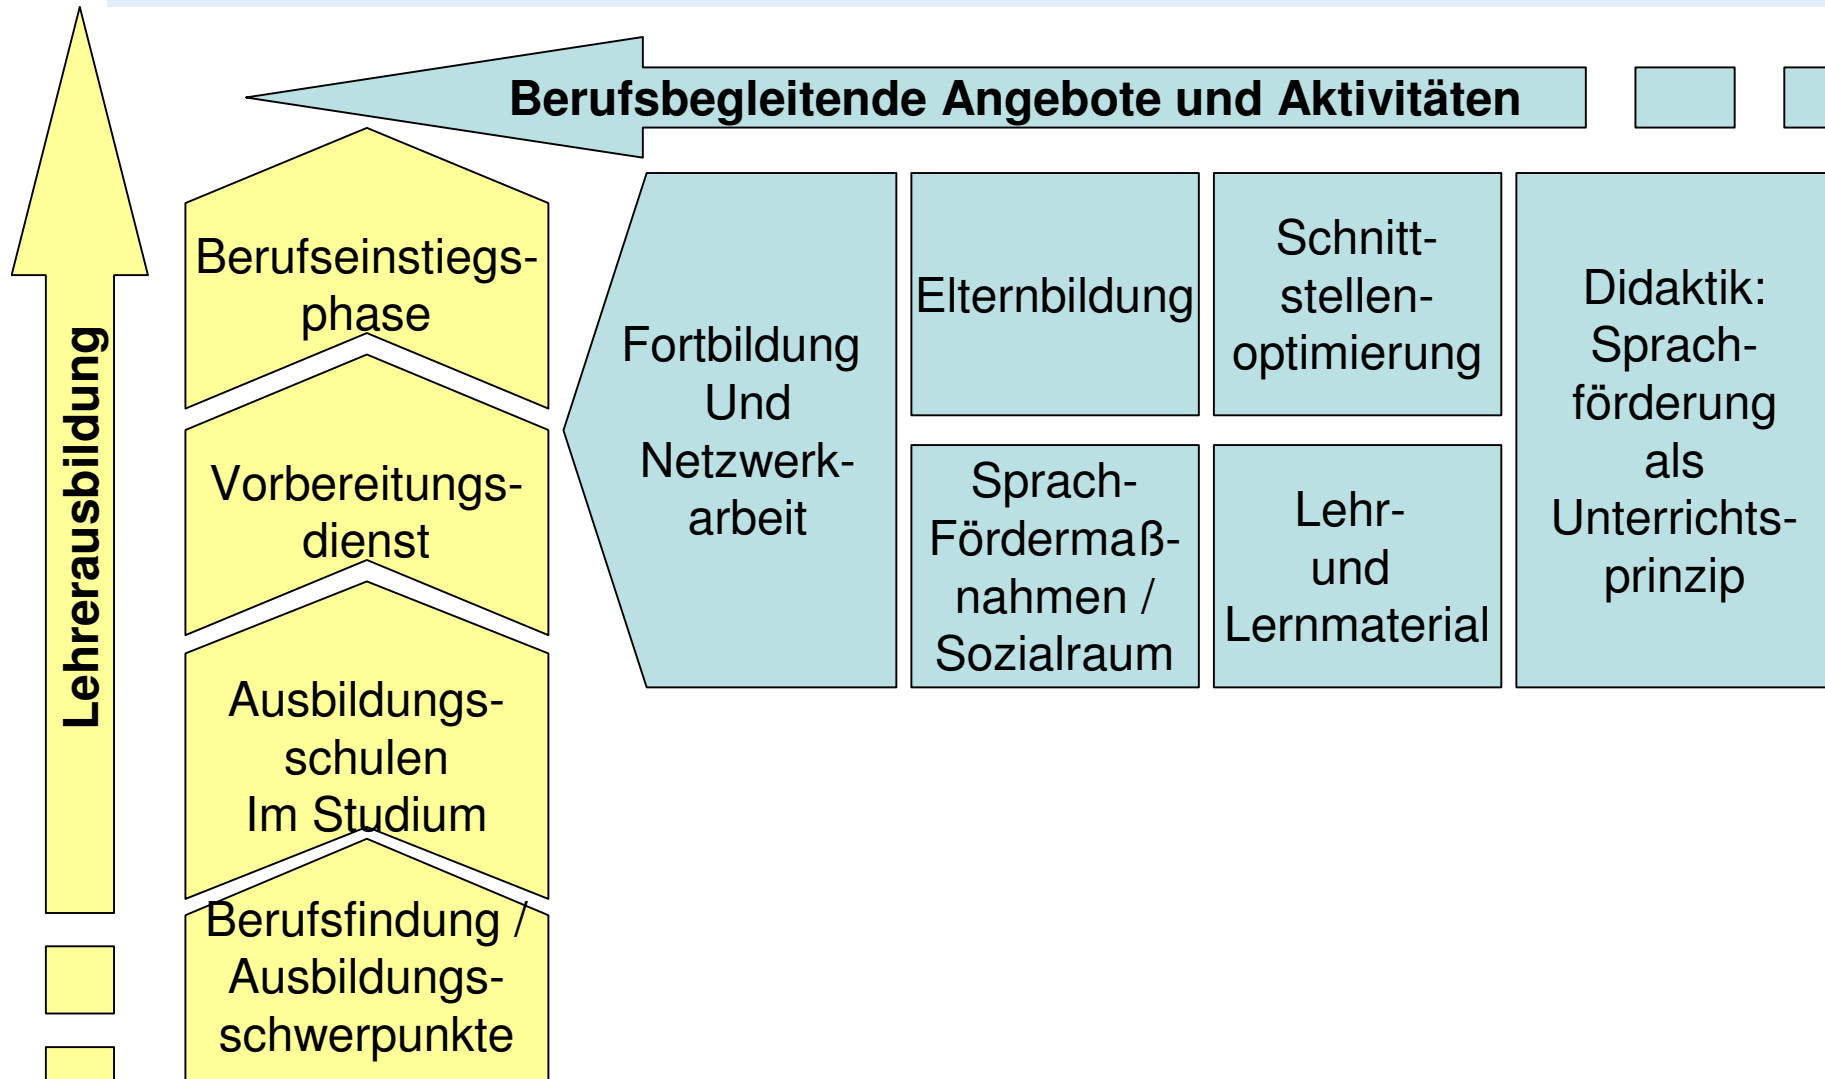 Berufsbegleitende Angebote und Aktivitäten
Lehrerausbildung
Berufseinstiegs-
phase
Vorbereitungs-
dienst
Ausbildungs-
schulen
Im Studium
Berufsfindung /
Ausbildungs-
schwerpunkte
Fortbildung
Und
Netzwerk-
arbeit
Elternbildung
Sprach-
Fördermaß-
nahmen /
Sozialraum
Schnitt-
stellen-
optimierung
Lehr-
und
Lernmaterial
Didaktik:
Sprach-
förderung
als
Unterrichts-
prinzip